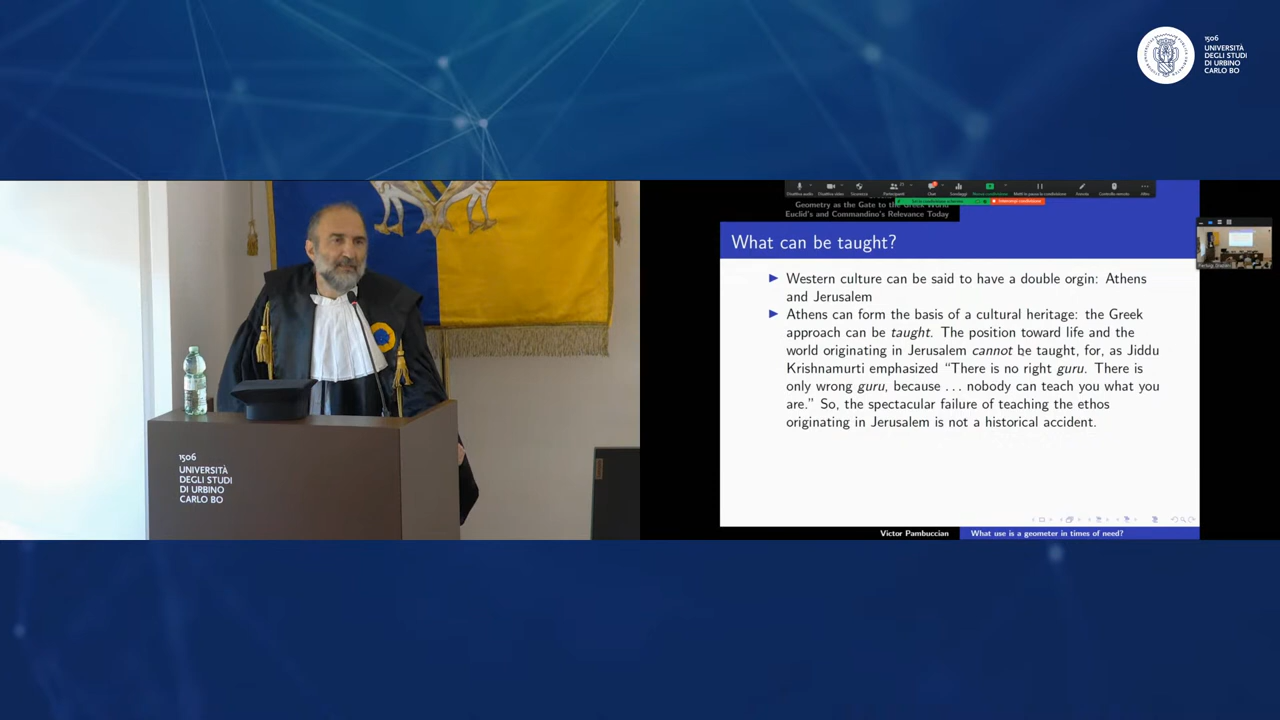 1506
UNIVERSITÀ
DEGLI STUDI
DI URBINO
CARLO BO
1506
UNIVERSITÀ
DEGLI STUDI
DI URBINO
CARLO BO
Geometry as the Gate to the Greek World
Euclid's and Commandino's Relevance Today
What can be taught?
Western culture can be said to have a double orgin: Athens
and Jerusalem
Athens can form the basis of a cultural heritage: the Greek
approach can be taught. The position toward life and the
world originating in Jerusalem cannot be taught, for, as Jiddu
Krishnamurti emphasized “There is no right guru. There is
only wrong guru, because . . . nobody can teach you what you
are.” So, the spectacular failure of teaching the ethos
originating in Jerusalem is not a historical accident.
Victor Pambuccian
What use is a geometer in times of need?